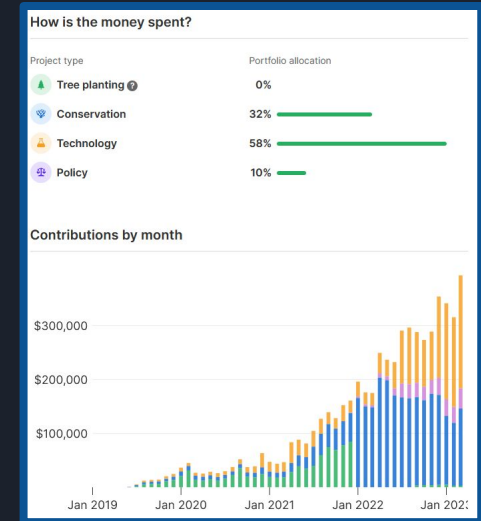 How is the money spent?
Project type Portfolio allocation
Tree planting ? 0%
Conservation 32%
Technology 58%
Policy 10%
Contributions by month
$300,000
$200,000
$100,000
Jan 2019 Jan 2020 Jan 2021 Jan 2022 Jan 2023